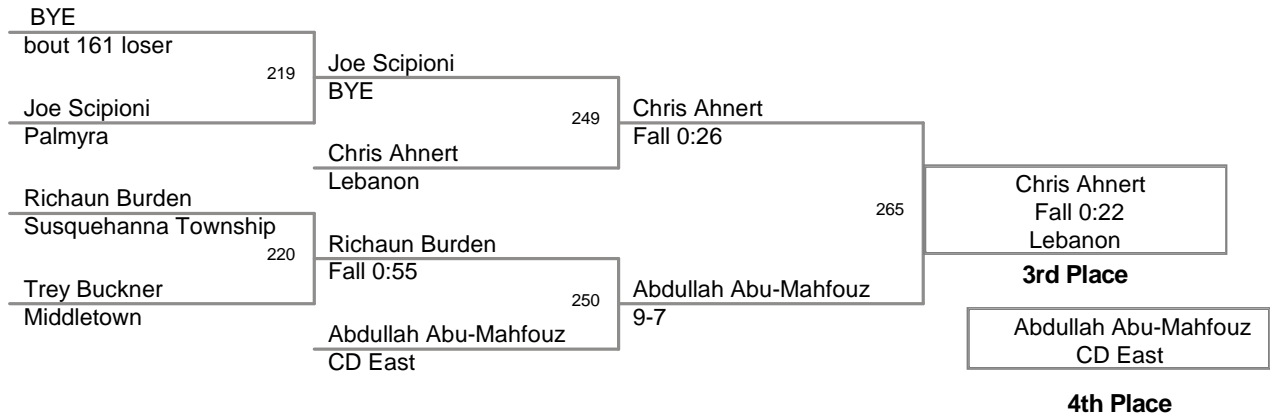 BYE
bout 161 loser
219
Joe Scipioni
Palmyra
Joe Scipioni
BYE
249
Chris Ahnert
Lebanon
Chris Ahnert
Fall 0:26
Richaun Burden
Susquehanna Township
220
Trey Buckner
Middletown
Richaun Burden
Fall 0:55
250
Abdullah Abu-Mahfouz
CD East
Abdullah Abu-Mahfouz
9-7
265
Chris Ahnert
Fall 0:22
Lebanon
3rd Place
Abdullah Abu-Mahfouz
CD East
4th Place